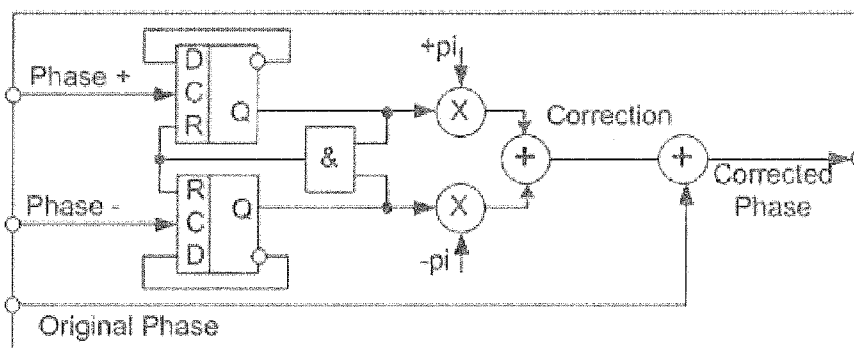 +pi
D
Phase +
C
Q
R
X
Correction
&
+
+
R
Corrected
Phase
Phase -
Q
C
X
D
-pi
Original Phase